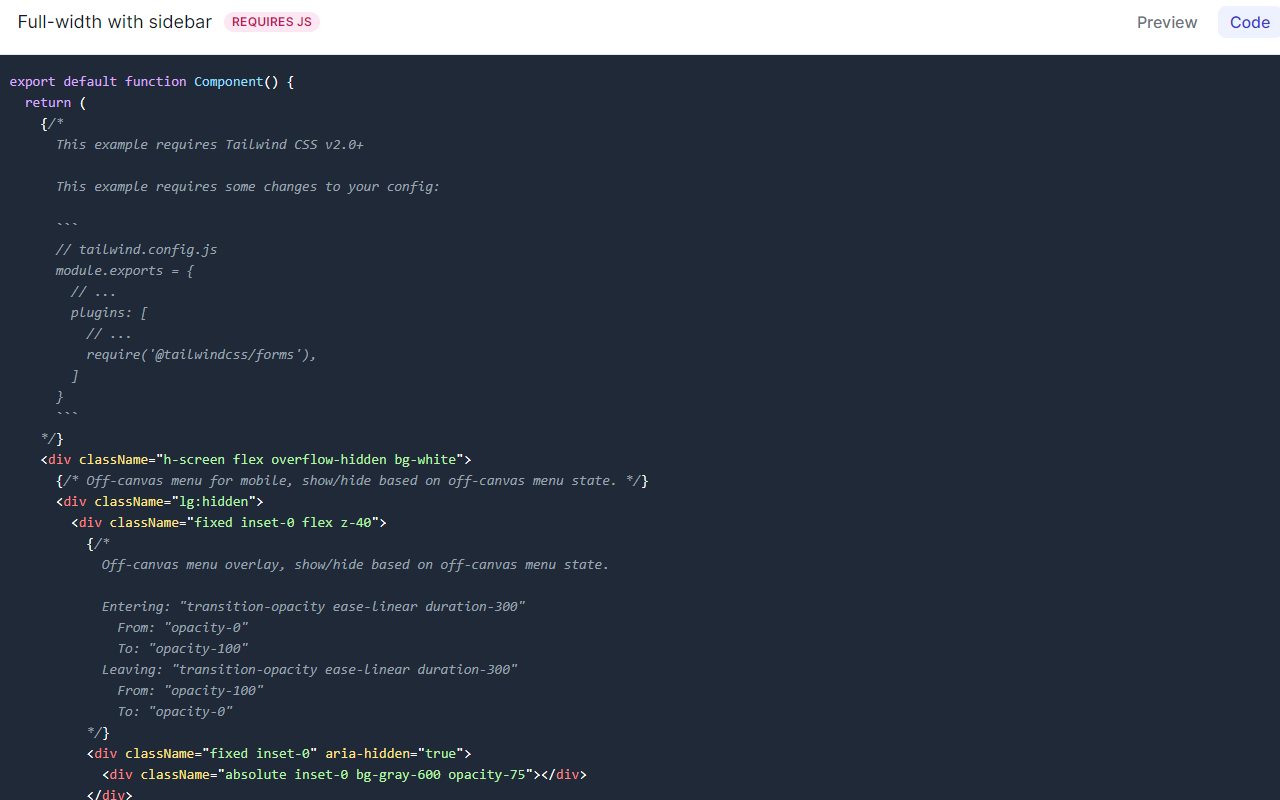 Full-width with sidebar REQUIRES JS Preview Code
export default function Component() {
  return (
    {/*
      This example requires Tailwind CSS v2.0+

      This example requires some changes to your config:

      ```
      // tailwind.config.js
      module.exports = {
        // ...
        plugins: [
          // ...
          require('@tailwindcss/forms'),
        ]
      }
      ```
    */}
    <div className="h-screen flex overflow-hidden bg-white">
      {/* Off-canvas menu for mobile, show/hide based on off-canvas menu state. */}
      <div className="lg:hidden">
        <div className="fixed inset-0 flex z-40">
          {/*
            Off-canvas menu overlay, show/hide based on off-canvas menu state.

            Entering: "transition-opacity ease-linear duration-300"
              From: "opacity-0"
              To: "opacity-100"
            Leaving: "transition-opacity ease-linear duration-300"
              From: "opacity-100"
              To: "opacity-0"
          */}
          <div className="fixed inset-0" aria-hidden="true">
            <div className="absolute inset-0 bg-gray-600 opacity-75"></div>
          </div>